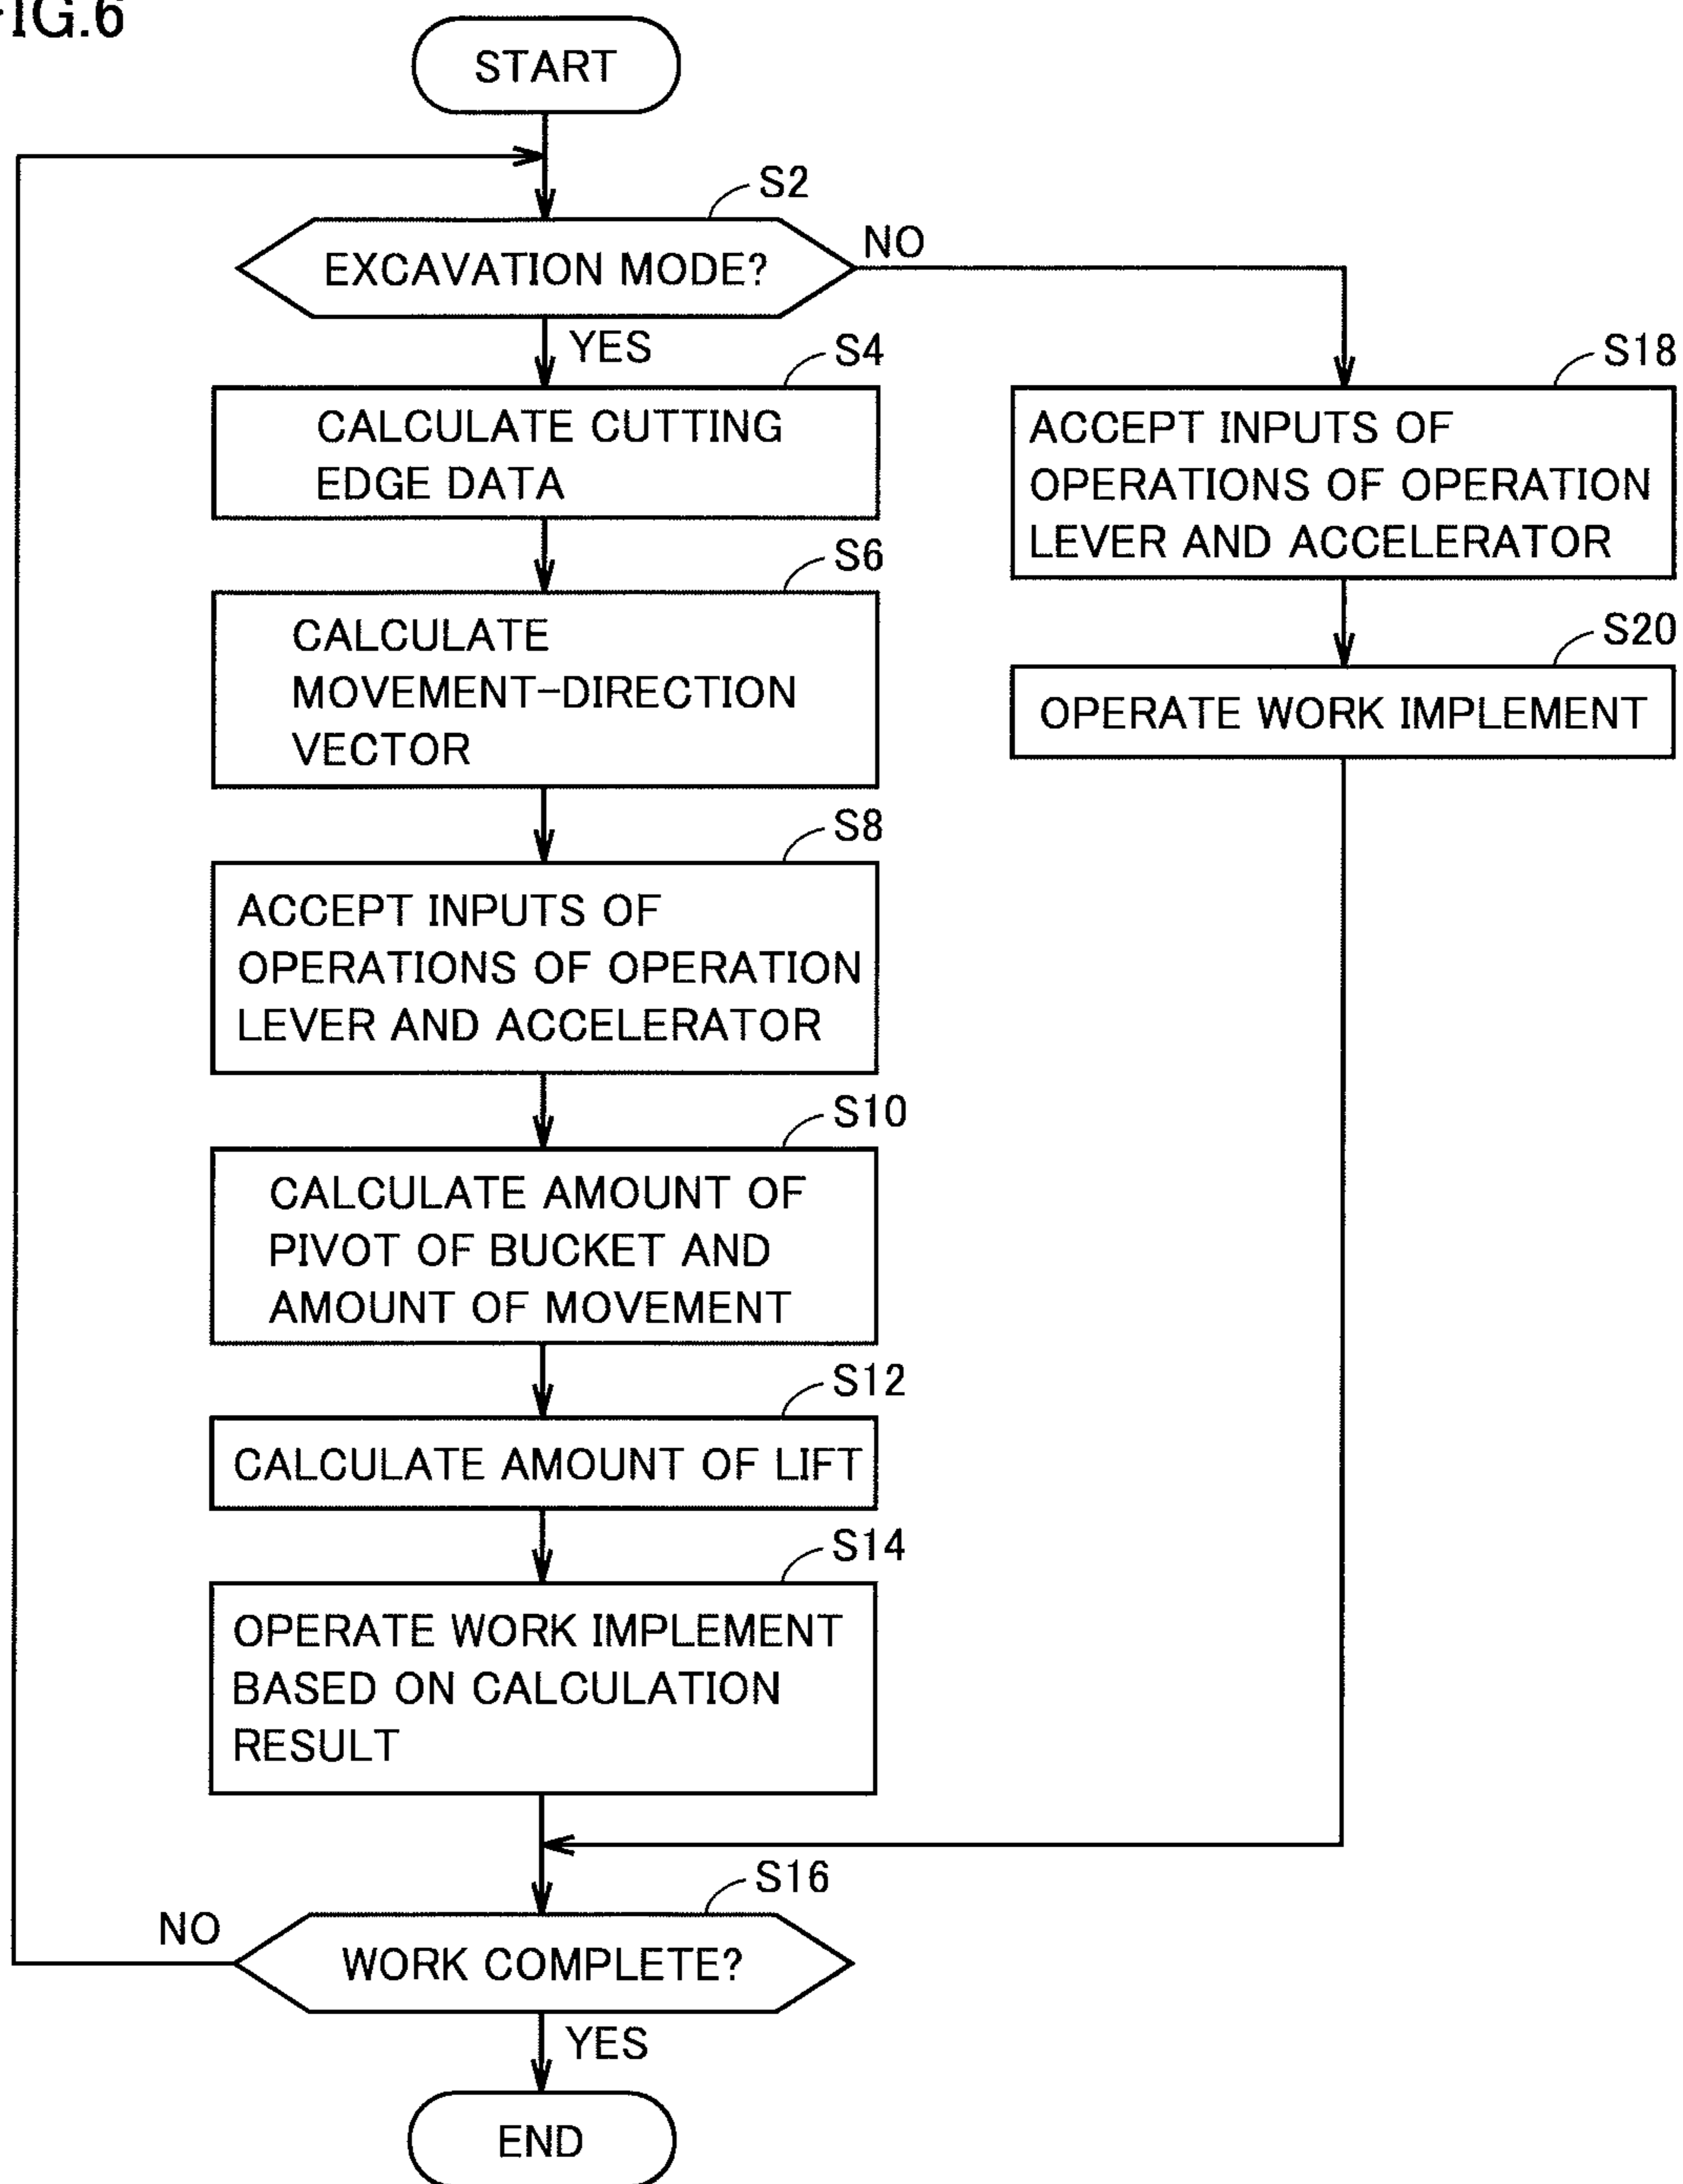 FIG.6
START
S2
EXCAVATION MODE?
NO
YES
S4
CALCULATE CUTTING
EDGE DATA
S6
CALCULATE
MOVEMENT-DIRECTION
VECTOR
S8
ACCEPT INPUTS OF
OPERATIONS OF OPERATION
LEVER AND ACCELERATOR
S10
CALCULATE AMOUNT OF
PIVOT OF BUCKET AND
AMOUNT OF MOVEMENT
S12
CALCULATE AMOUNT OF LIFT
S14
OPERATE WORK IMPLEMENT
BASED ON CALCULATION
RESULT
S18
ACCEPT INPUTS OF
OPERATIONS OF OPERATION
LEVER AND ACCELERATOR
S20
OPERATE WORK IMPLEMENT
S16
WORK COMPLETE?
NO
YES
END